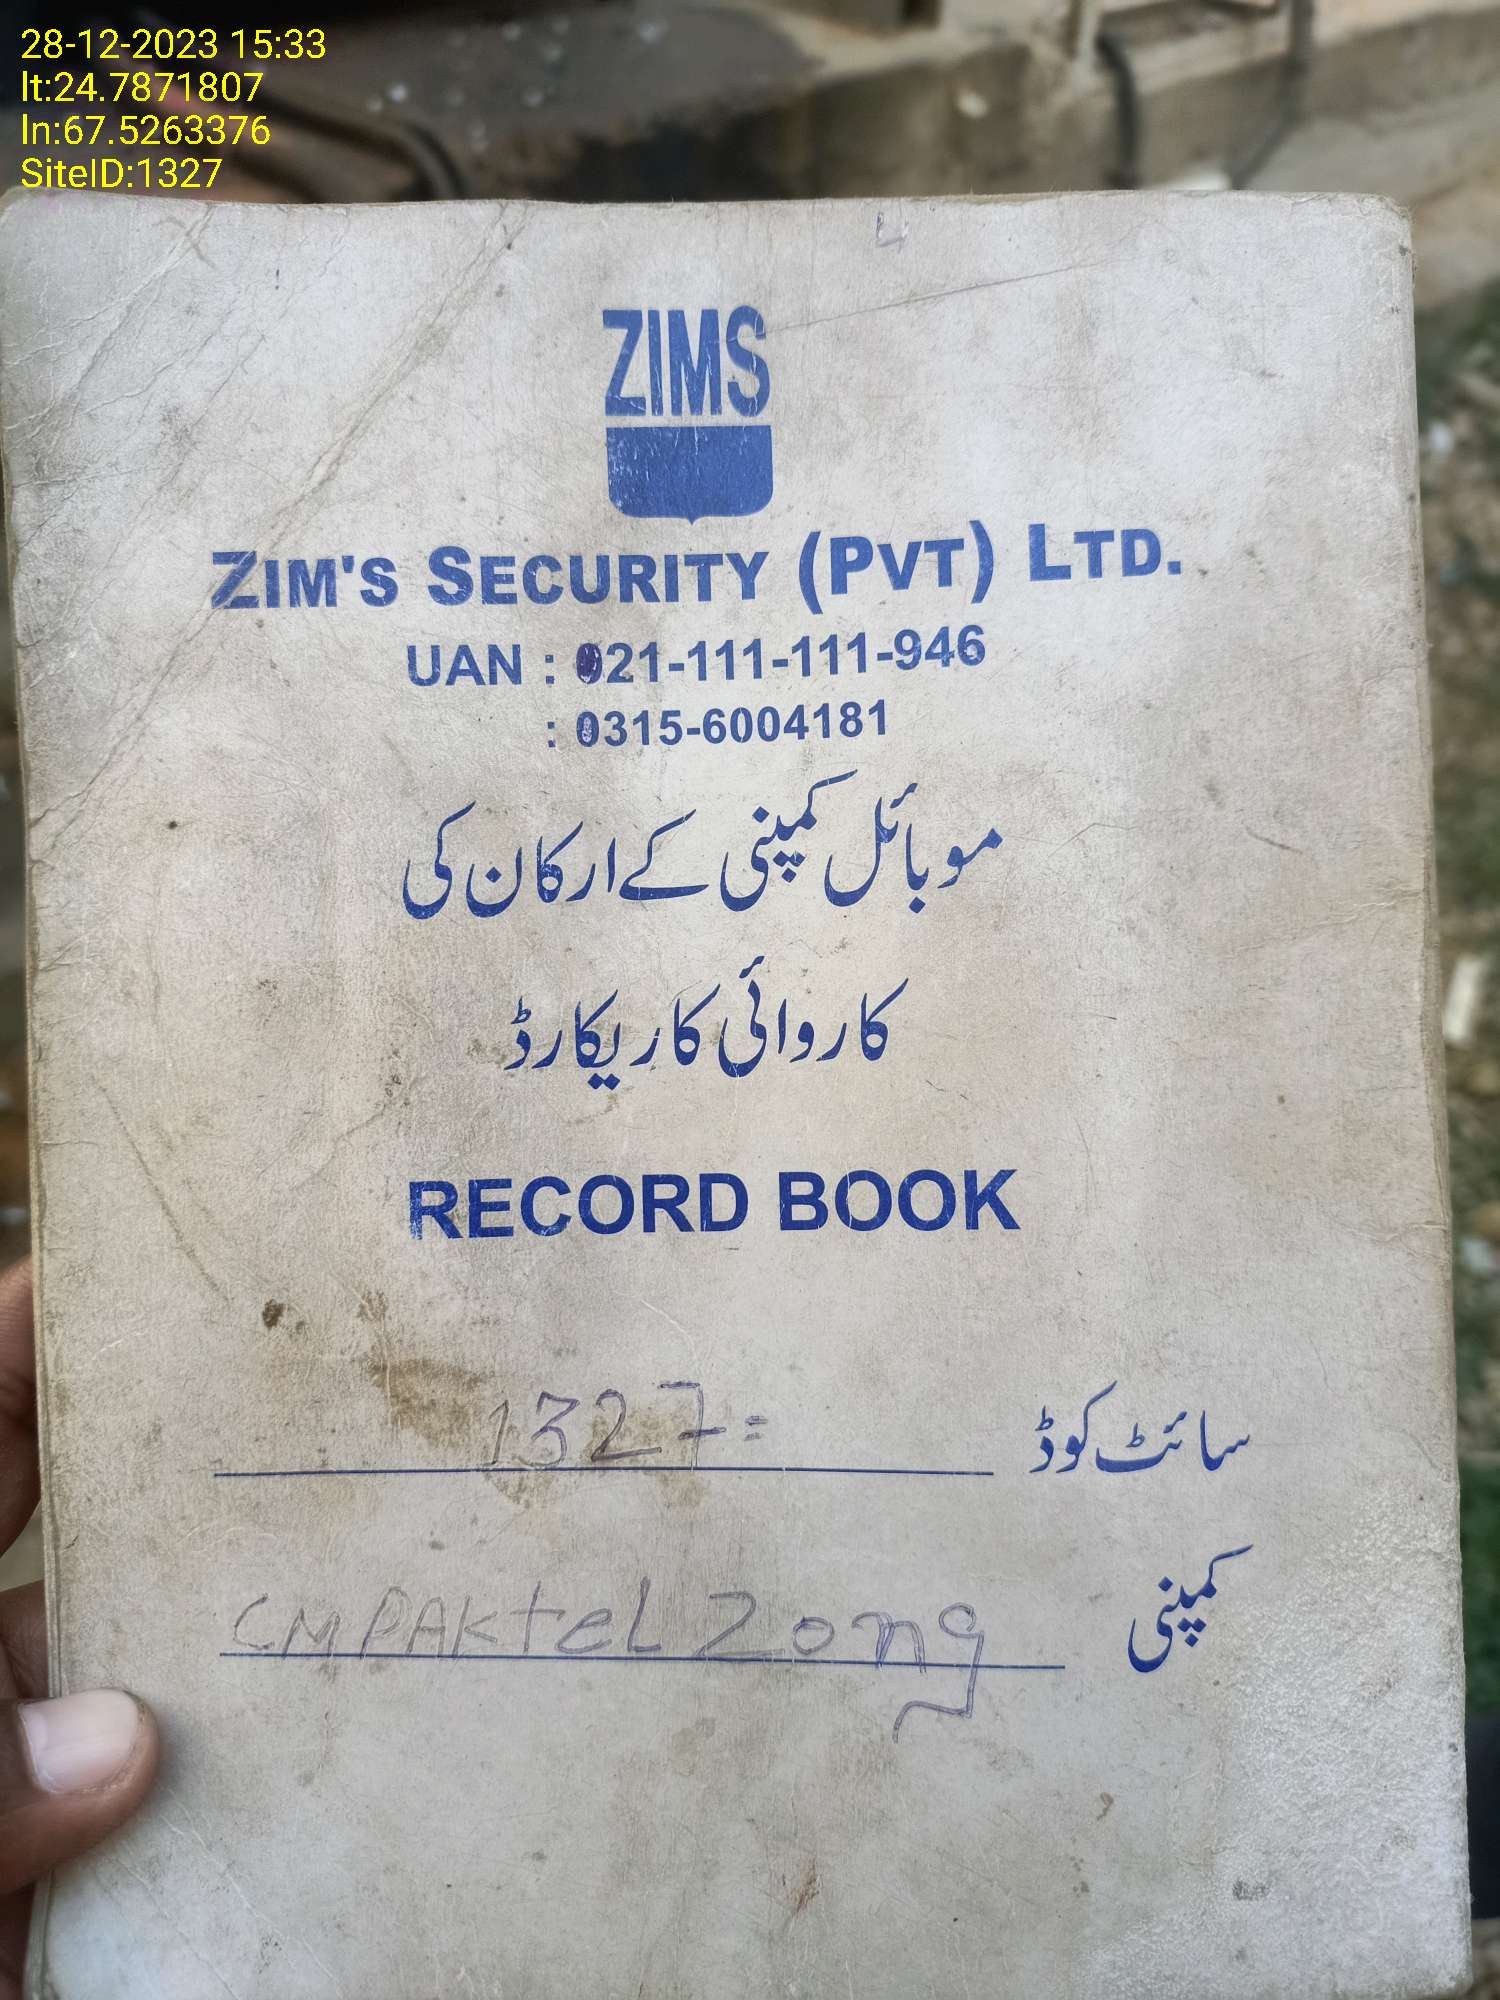 28-12-2023 15:33
lt:24.7871807
ln:67.5263376
SiteID:1327
ZIMS
ZIM'S SECURITY (PVT) LTD.
UAN : 021-111-111-946
: 0315-6004181
موبائل کمپنی کے ارکان کی
کاروائی کا ریکارڈ
RECORD BOOK
سائٹ کوڈ 1327=
کمپنی CMPAKtel Zong